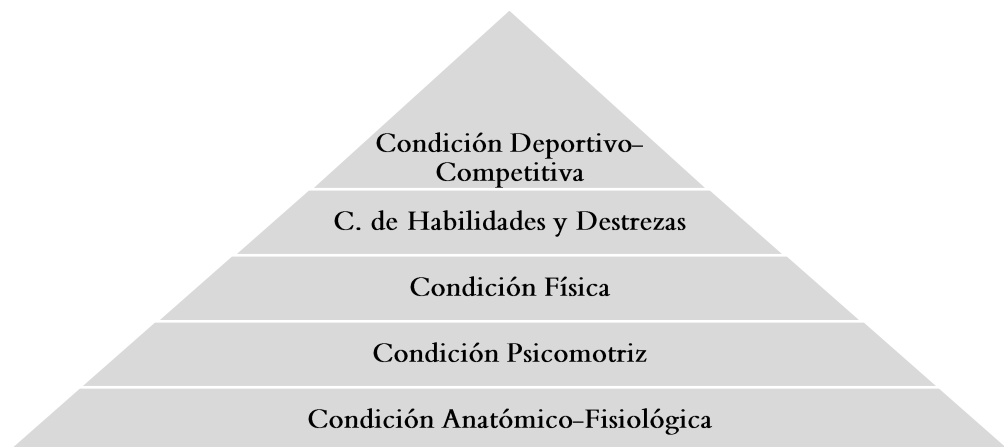 Condición Deportivo-
Competitiva
C. de Habilidades y Destrezas
Condición Física
Condición Psicomotriz
Condición Anatómico-Fisiológica